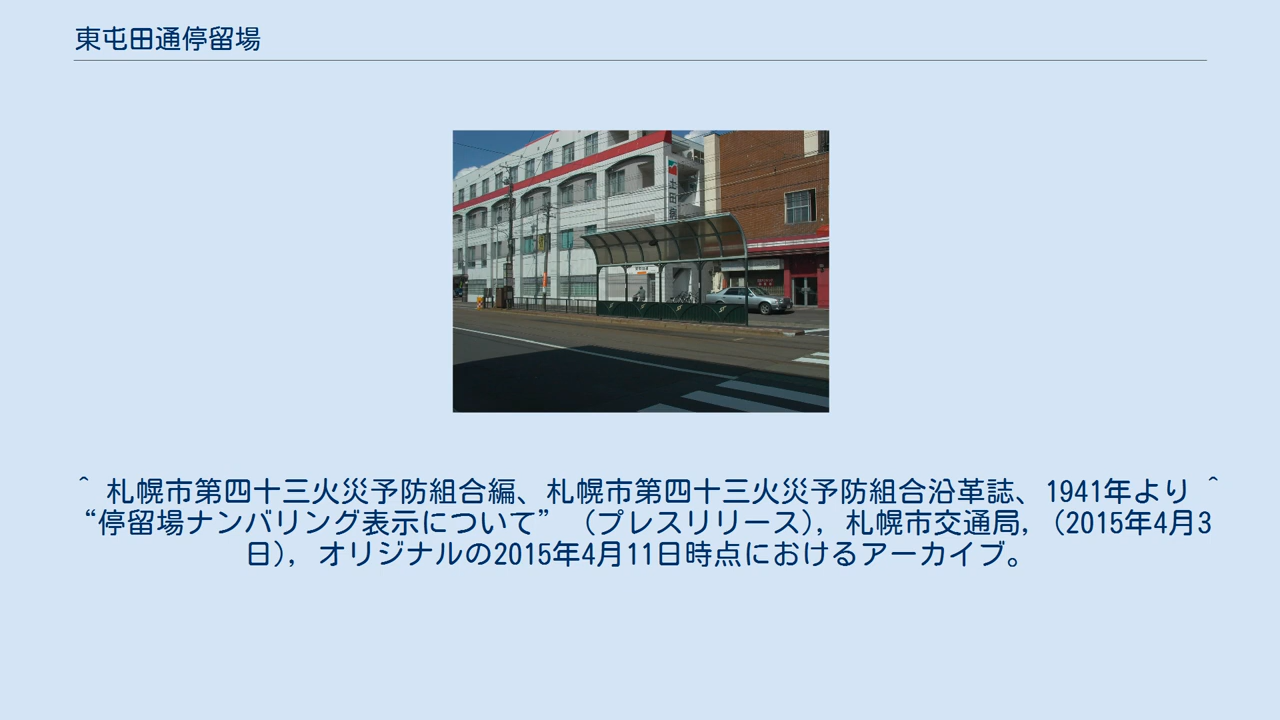 東屯田通停留場
土田病
^ 札幌市第四十三火災予防組合編、札幌市第四十三火災予防組合沿革誌、1941年より ^
“停留場ナンバリング表示について” (プレスリリース), 札幌市交通局, (2015年4月3
日), オリジナルの2015年4月11日時点におけるアーカイブ。